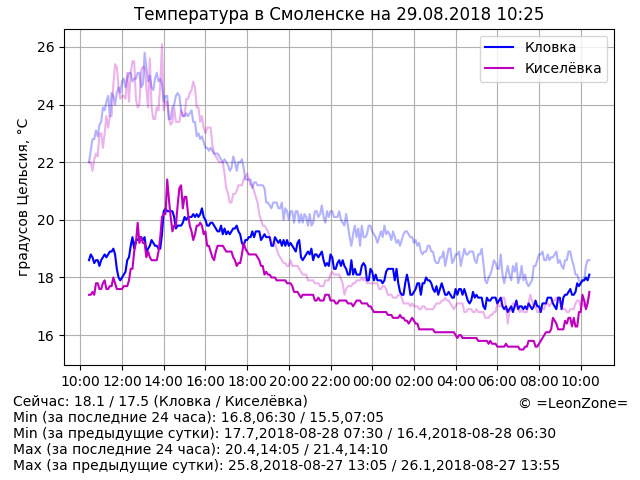 Температура в Смоленске на 29.08.2018 10:25
Кловка
Киселёвка
градусов Цельсия, °C
26
24
22
20
18
16
10:00 12:00 14:00 16:00 18:00 20:00 22:00 00:00 02:00 04:00 06:00 08:00 10:00
Сейчас: 18.1 / 17.5 (Кловка / Киселёвка)
© =LeonZone=
Min (за последние 24 часа): 16.8,06:30 / 15.5,07:05
Min (за предыдущие сутки): 17.7,2018-08-28 07:30 / 16.4,2018-08-28 06:30
Max (за последние 24 часа): 20.4,14:05 / 21.4,14:10
Max (за предыдущие сутки): 25.8,2018-08-27 13:05 / 26.1,2018-08-27 13:55